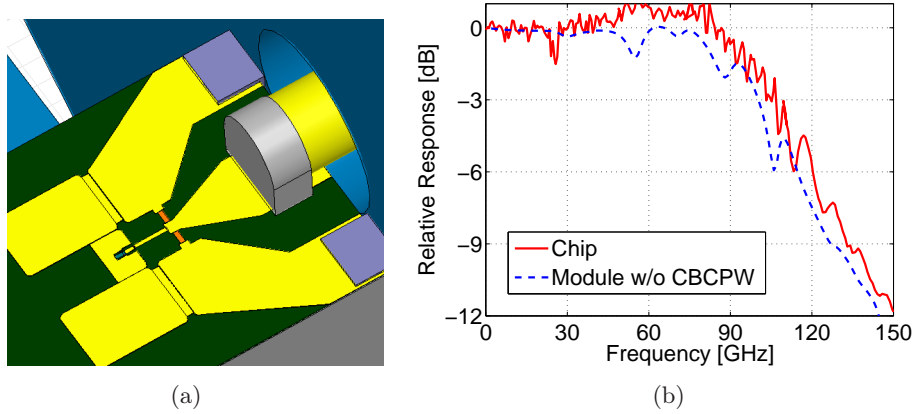 0
−3
−6
−9
−12
Relative Response [dB]
Chip
Module w/o CBCPW
0 30 60 90 120 150
Frequency [GHz]
(a) (b)